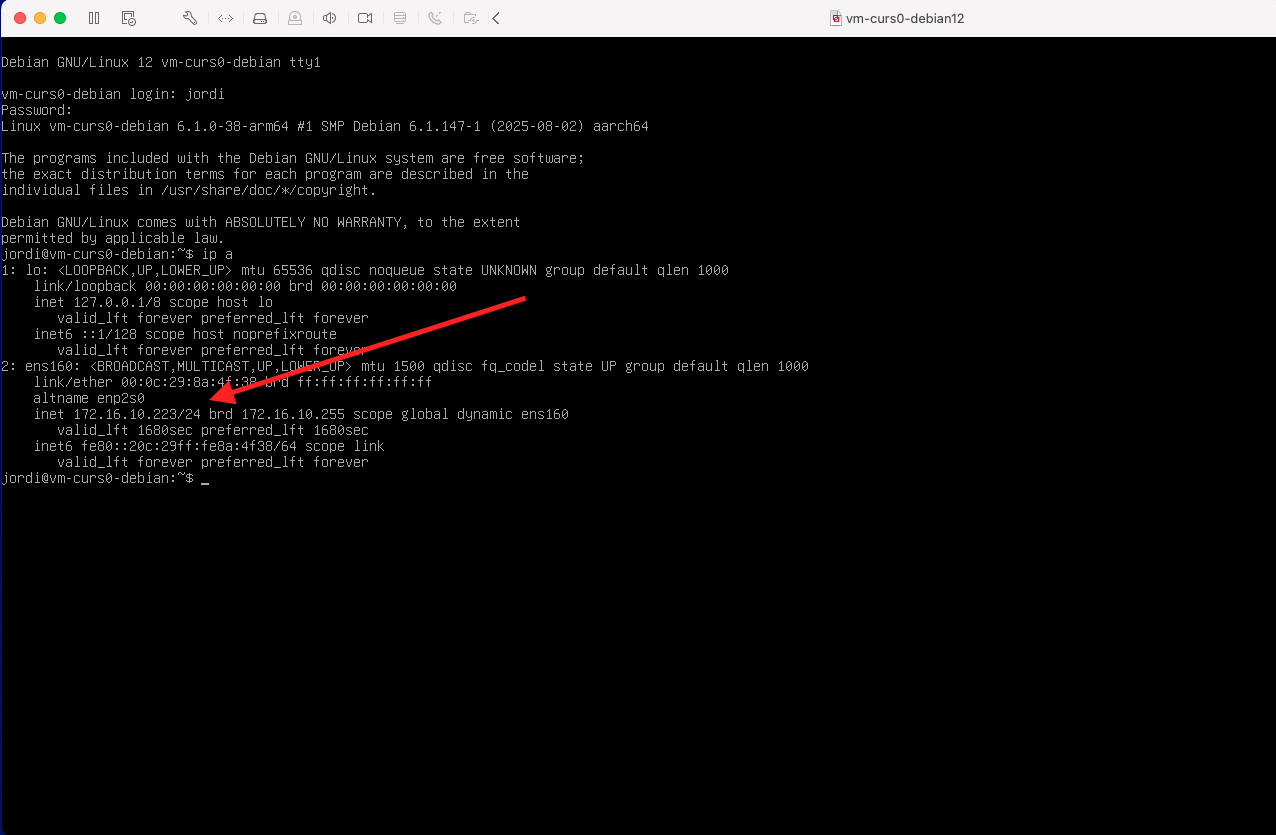 vm-curs0-debian12
Debian GNU/Linux 12 vm-curs0-debian tty1
vm-curs0-debian login: jordi
Password:
Linux vm-curs0-debian 6.1.0-38-arm64 #1 SMP Debian 6.1.147-1 (2025-08-02) aarch64
The programs included with the Debian GNU/Linux system are free software;
the exact distribution terms for each program are described in the
individual files in /usr/share/doc/*/copyright.
Debian GNU/Linux comes with ABSOLUTELY NO WARRANTY, to the extent
permitted by applicable law.
jordi@vm-curs0-debian:~$ ip a
1: lo: <LOOPBACK,UP,LOWER_UP> mtu 65536 qdisc noqueue state UNKNOWN group default qlen 1000
    link/loopback 00:00:00:00:00:00 brd 00:00:00:00:00:00
    inet 127.0.0.1/8 scope host lo
       valid_lft forever preferred_lft forever
    inet6 ::1/128 scope host noprefixroute
       valid_lft forever preferred_lft forever
2: ens160: <BROADCAST,MULTICAST,UP,LOWER_UP> mtu 1500 qdisc fq_codel state UP group default qlen 1000
    link/ether 00:0c:29:8a:4f:38 brd ff:ff:ff:ff:ff:ff
    altname enp2s0
    inet 172.16.10.223/24 brd 172.16.10.255 scope global dynamic ens160
       valid_lft 1680sec preferred_lft 1680sec
    inet6 fe80::20c:29ff:fe8a:4f38/64 scope link
       valid_lft forever preferred_lft forever
jordi@vm-curs0-debian:~$ _